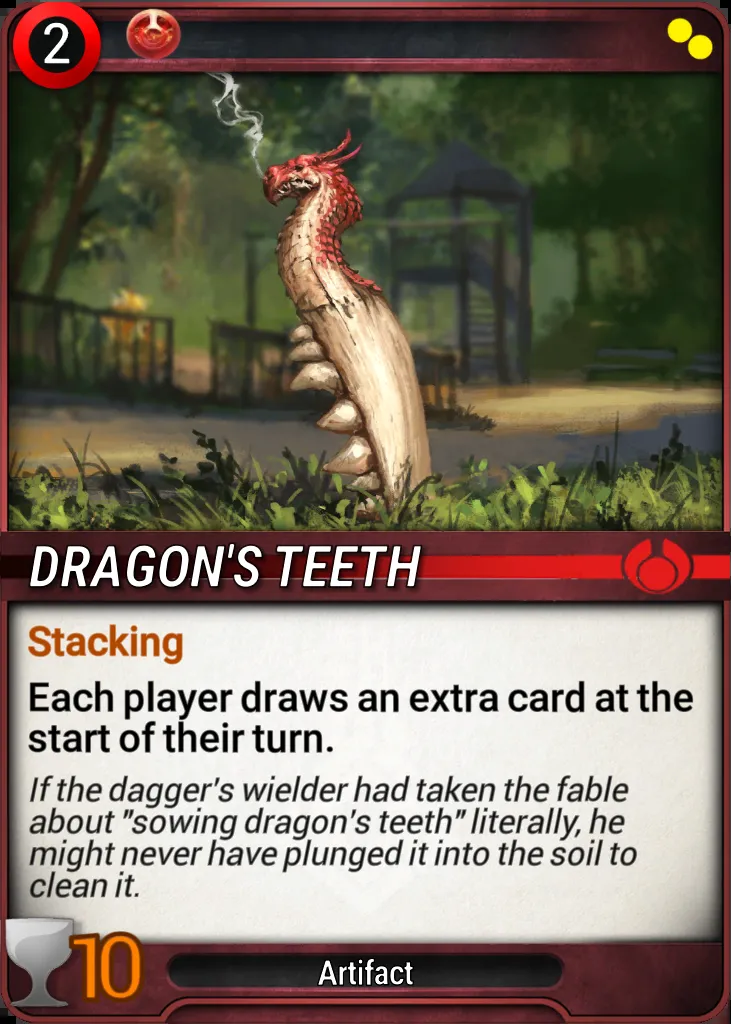 2
DRAGON'S TEETH
Stacking
Each player draws an extra card at the
start of their turn.
If the dagger's wielder had taken the fable
about "sowing dragon's teeth" literally, he
might never have plunged it into the soil to
clean it.
10
Artifact